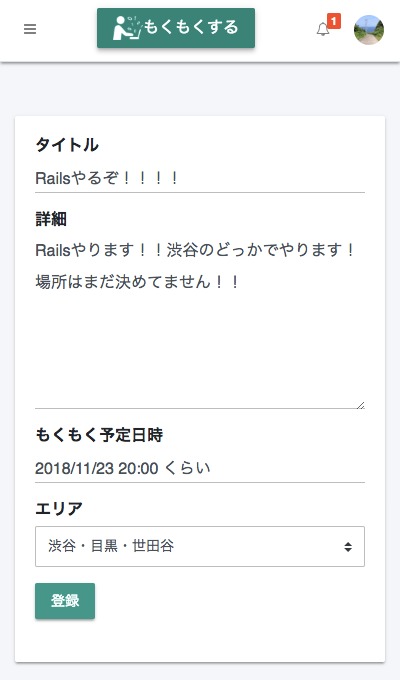 もくもくする
1
タイトル
Railsやるぞ！！！！
詳細
Railsやります！！渋谷のどっかでやります！
場所はまだ決めてません！！
もくもく予定日時
2018/11/23 20:00 くらい
エリア
渋谷・目黒・世田谷
登録